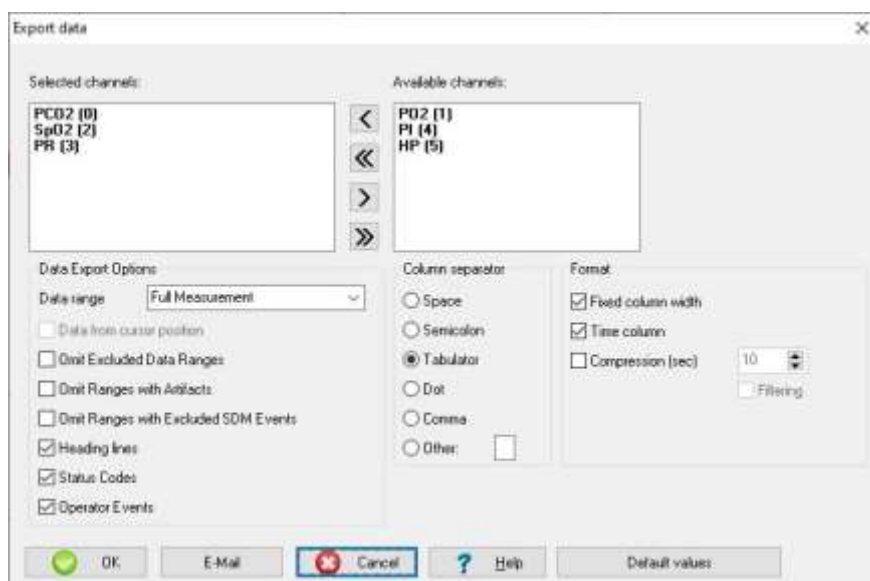 Export data
Selected channels:
PCO2 (0)
SpO2 (2)
PR (3)
Available channels:
PO2 (1)
PI (4)
HP (5)
Data Export Options
Data range Full Measurement
Data from cursor position
Omit Excluded Data Ranges
Omit Ranges with Artifacts
Omit Ranges with Excluded SDM Events
Heading lines
Status Codes
Operator Events
Column separator
Space
Semicolon
Tabulator
Dot
Comma
Other:
Format
Fixed column width
Time column
Compression (sec) 10
Filtering
OK E-Mail Cancel Help Default values